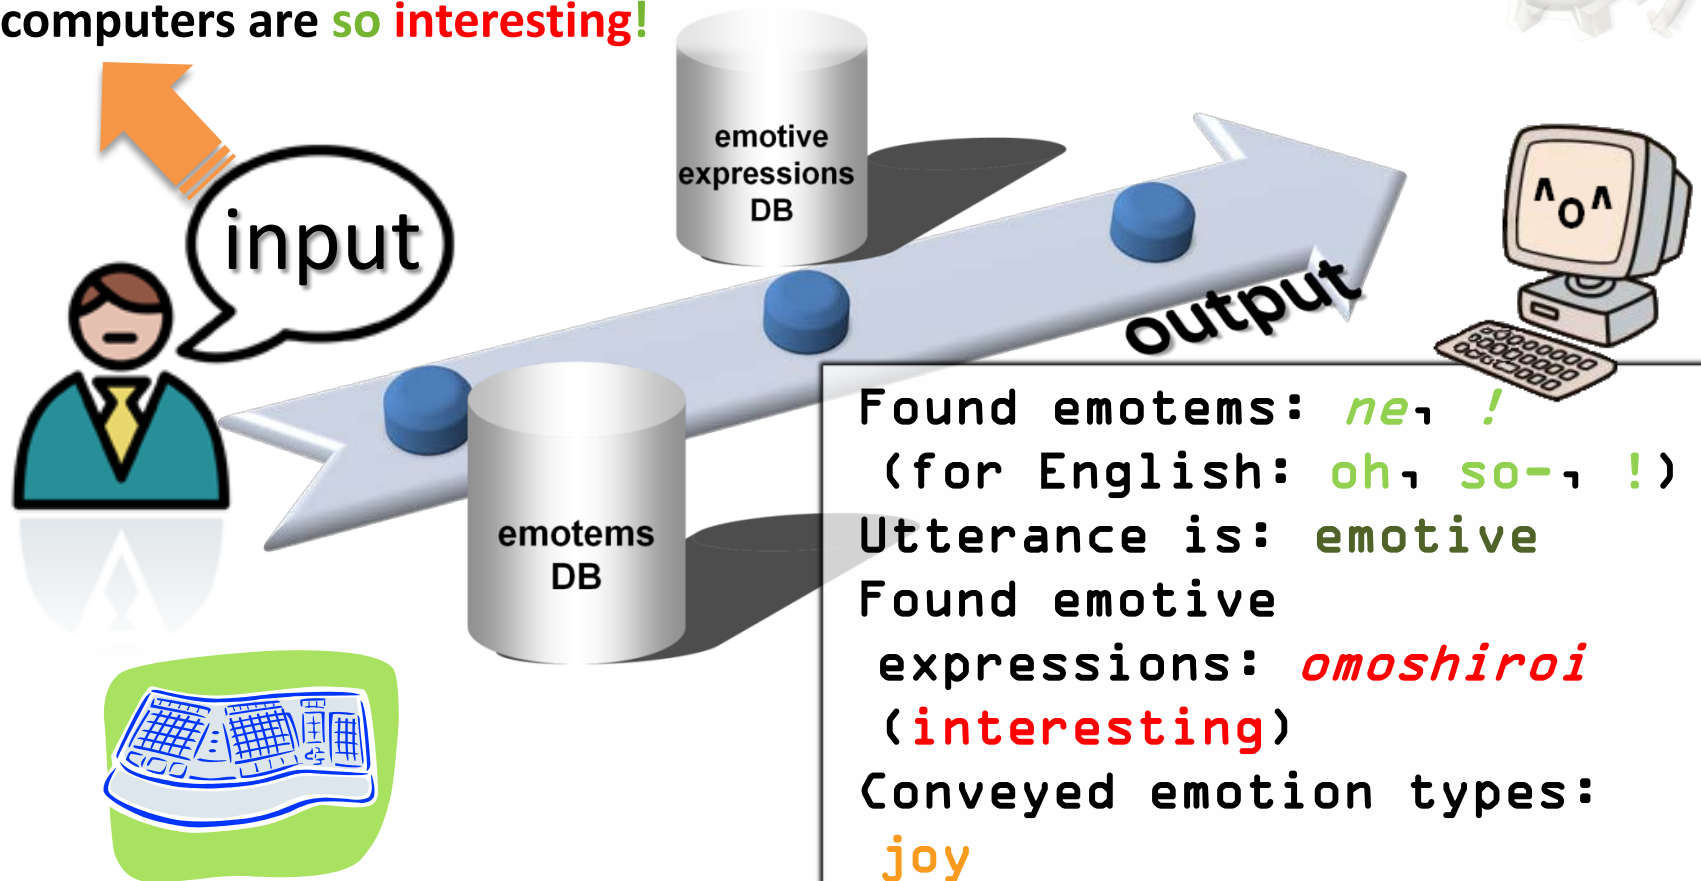 computers are so interesting!
emotive
expressions
DB
input
^o^
output
emotems
DB
Found emotems: ne, !
(for English: oh, so-, !)
Utterance is: emotive
Found emotive
expressions: omoshiroi
(interesting)
Conveyed emotion types:
joy